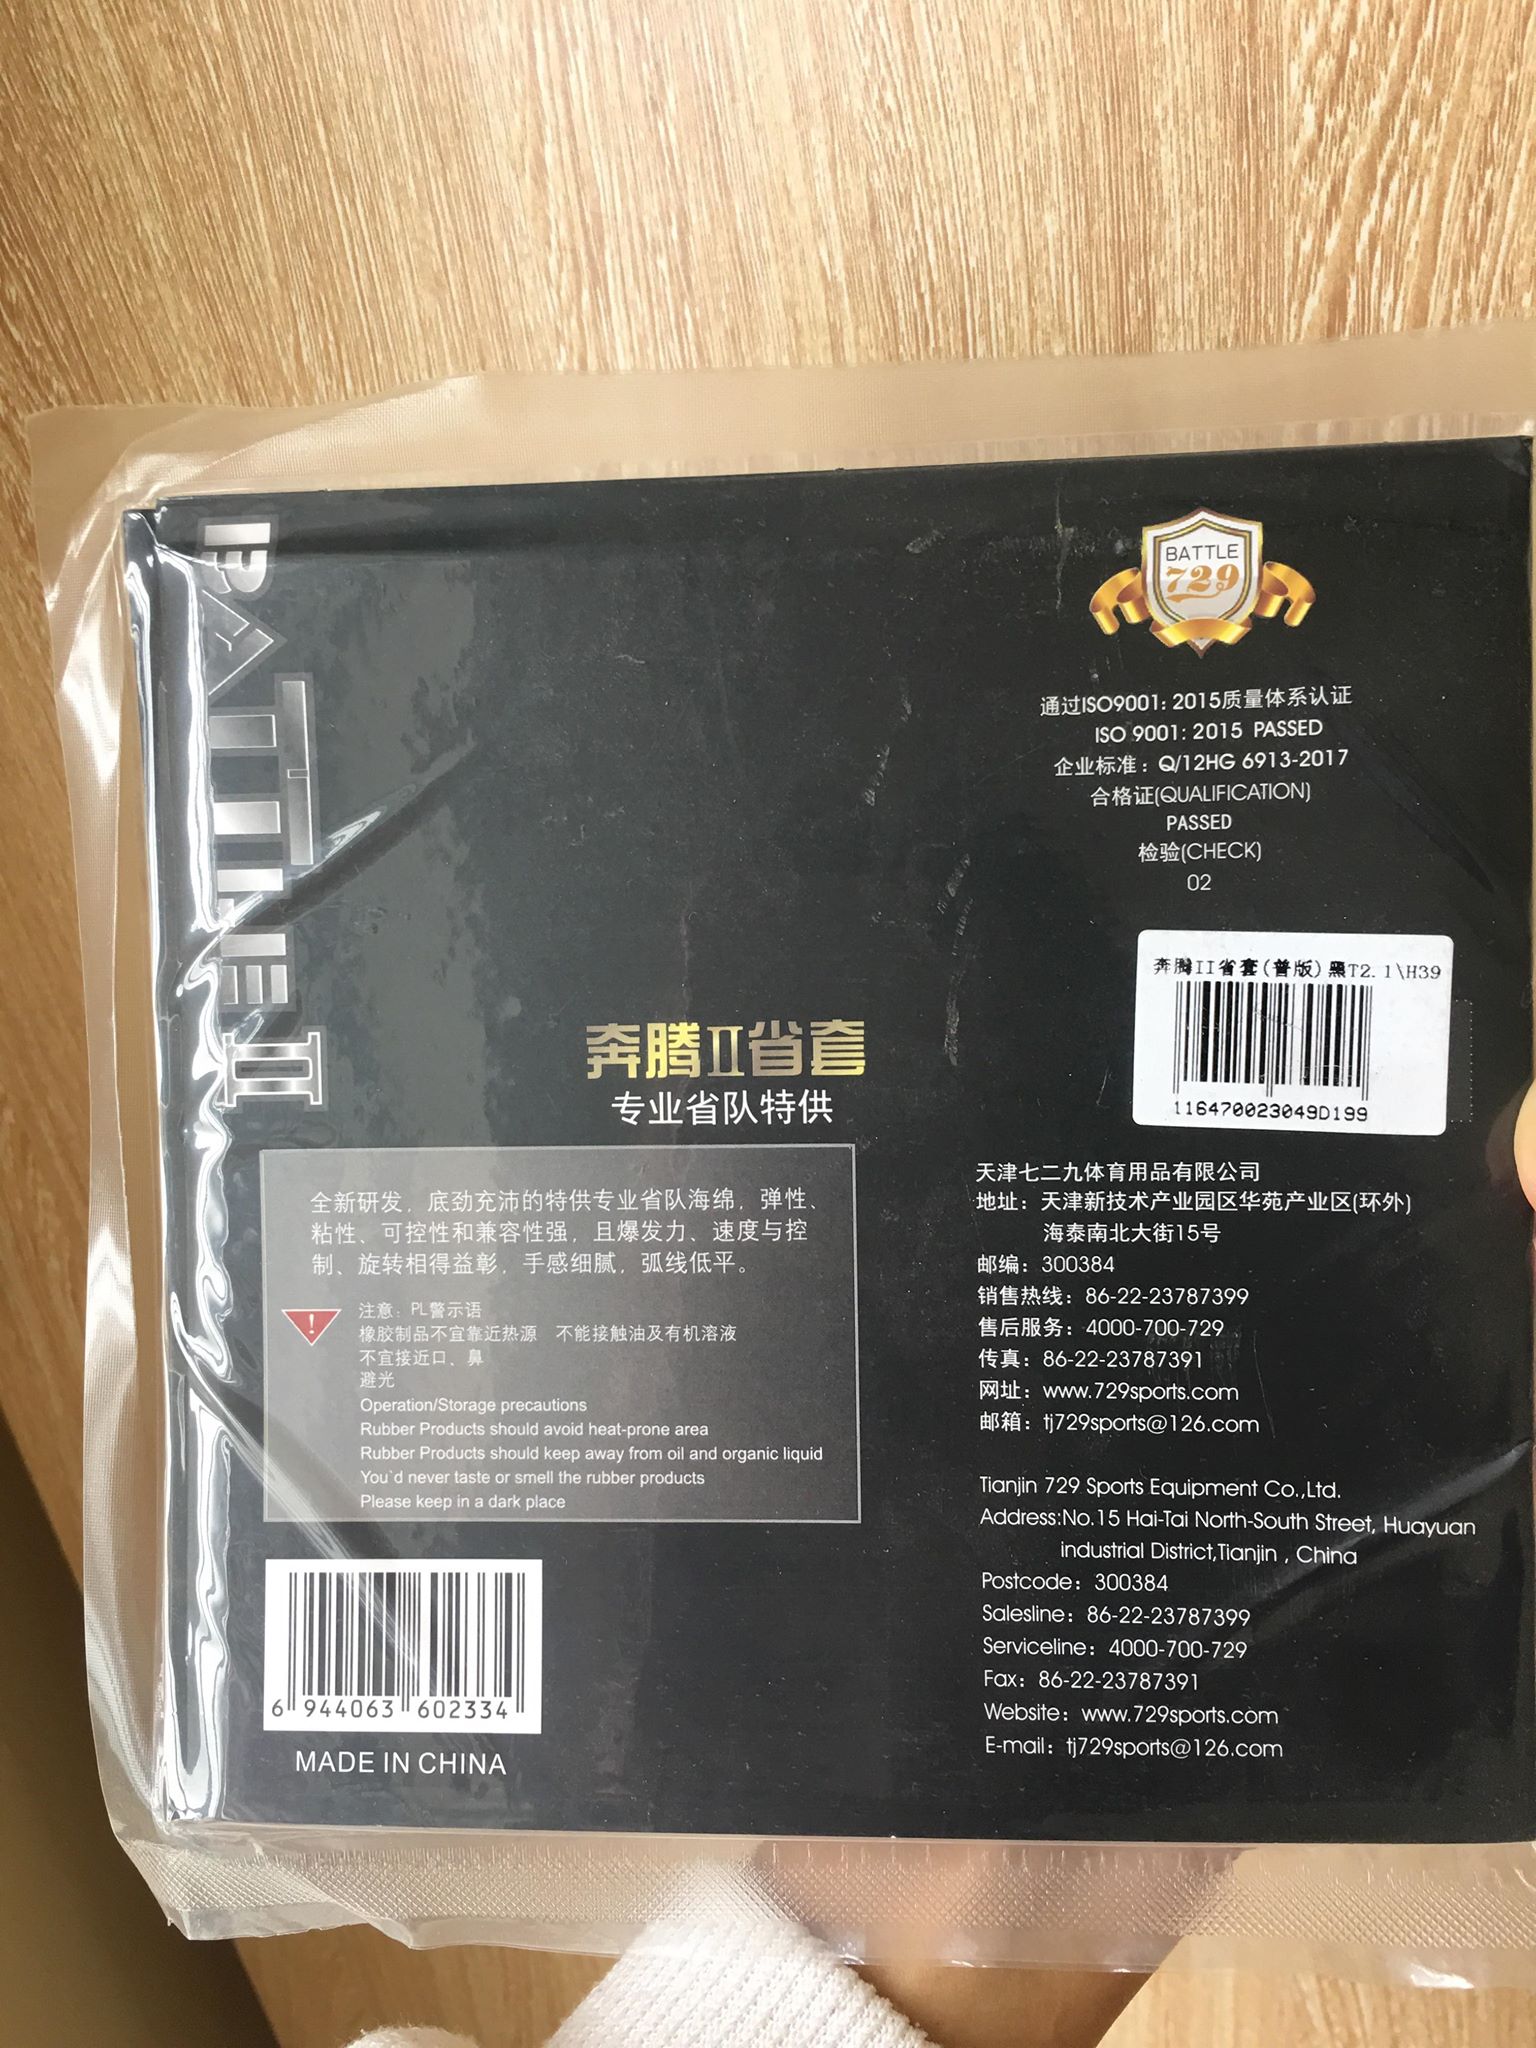 BATTLE II
BATTLE
729
通过ISO9001: 2015质量体系认证
ISO 9001: 2015 PASSED
企业标准：Q/12HG 6913-2017
合格证(QUALIFICATION)
PASSED
检验(CHECK)
02
奔腾II省套(普版)黑T2.1\H39
116470023049D199
奔腾II省套
专业省队特供
全新研发，底劲充沛的特供专业省队海绵，弹性、
粘性、可控性和兼容性强，且爆发力、速度与控
制、旋转相得益彰，手感细腻，弧线低平。
注意：PL警示语
橡胶制品不宜靠近热源 不能接触油及有机溶液
不宜接近口、鼻
避光
Operation/Storage precautions
Rubber Products should avoid heat-prone area
Rubber Products should keep away from oil and organic liquid
You`d never taste or smell the rubber products
Please keep in a dark place
6 944063 602334
MADE IN CHINA
天津七二九体育用品有限公司
地址：天津新技术产业园区华苑产业区(环外)
海泰南北大街15号
邮编：300384
销售热线：86-22-23787399
售后服务：4000-700-729
传真：86-22-23787391
网址：www.729sports.com
邮箱：tj729sports@126.com
Tianjin 729 Sports Equipment Co.,Ltd.
Address:No.15 Hai-Tai North-South Street, Huayuan
industrial District,Tianjin , China
Postcode：300384
Salesline：86-22-23787399
Serviceline：4000-700-729
Fax：86-22-23787391
Website：www.729sports.com
E-mail：tj729sports@126.com